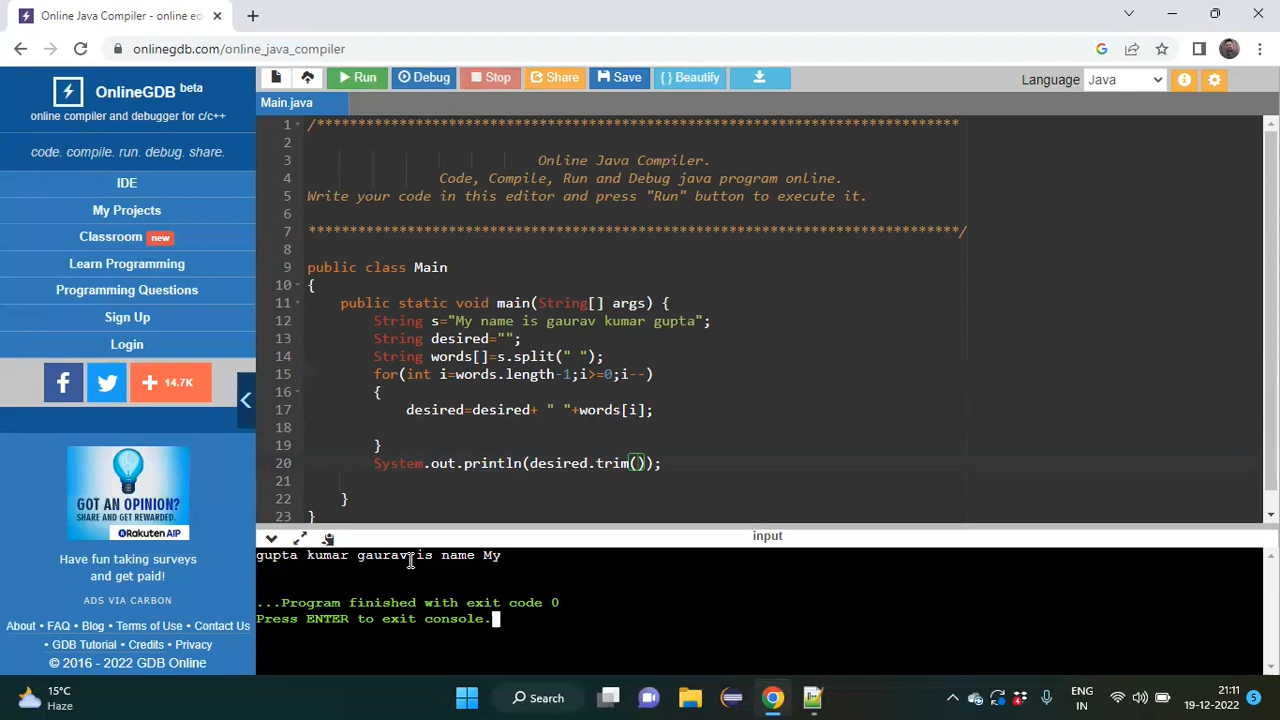 Online Java Compiler - online edi
onlinegdb.com/online_java_compiler
OnlineGDB beta
online compiler and debugger for c/c++
code. compile. run. debug. share.
IDE
My Projects
Classroom new
Learn Programming
Programming Questions
Sign Up
Login
14.7K
GOT AN OPINION?
SHARE AND GET REWARDED.
Rakuten AIP
Have fun taking surveys
and get paid!
ADS VIA CARBON
About • FAQ • Blog • Terms of Use • Contact Us
• GDB Tutorial • Credits • Privacy
© 2016 - 2022 GDB Online
Run Debug Stop Share Save { } Beautify
Language Java
Main.java
1 /******************************************************************************
2
3 Online Java Compiler.
4 Code, Compile, Run and Debug java program online.
5 Write your code in this editor and press "Run" button to execute it.
6
7 *******************************************************************************/
8
9 public class Main
10 {
11 public static void main(String[] args) {
12 String s="My name is gaurav kumar gupta";
13 String desired="";
14 String words[]=s.split(" ");
15 for(int i=words.length-1;i>=0;i--)
16 {
17 desired=desired+ " "+words[i];
18
19 }
20 System.out.println(desired.trim());
21
22 }
23 }
input
gupta kumar gaurav is name My
...Program finished with exit code 0
Press ENTER to exit console.
15°C
Haze
Search
ENG
IN
21:11
19-12-2022
5